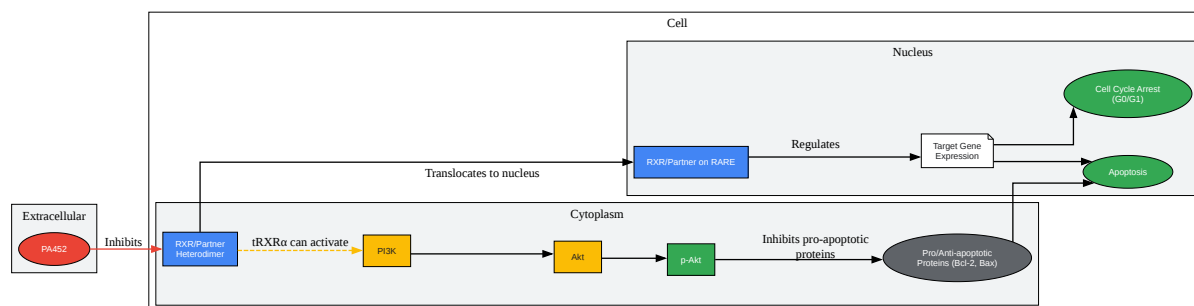 Cell
Nucleus
Cell Cycle Arrest
(G0/G1)
Regulates
Target Gene
Expression
RXR/Partner on RARE
Translocates to nucleus
Apoptosis
Extracellular
PA452
Inhibits
Cytoplasm
RXR/Partner
Heterodimer
tRXRα can activate
PI3K
Akt
p-Akt
Inhibits pro-apoptotic
proteins
Pro/Anti-apoptotic
Proteins (Bcl-2, Bax)